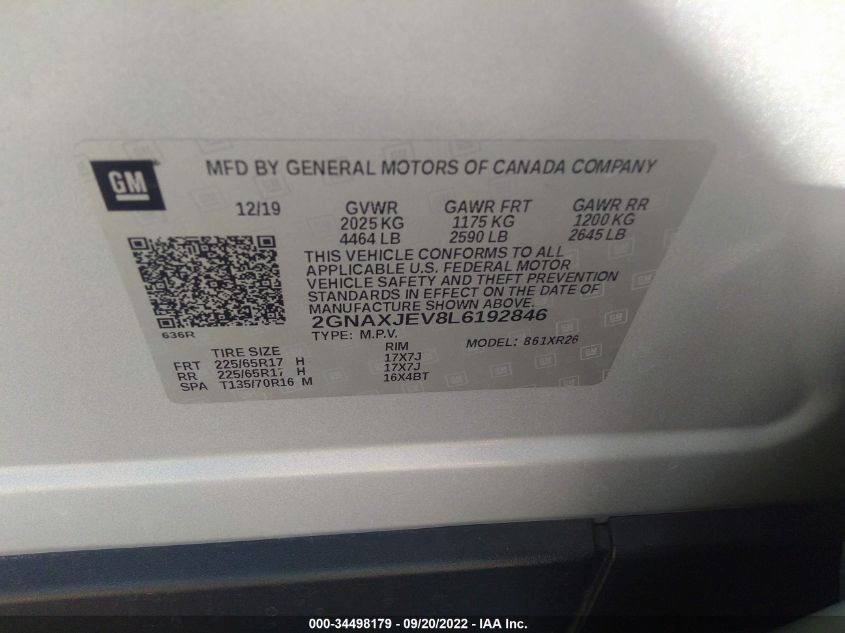 GM
MFD BY GENERAL MOTORS OF CANADA COMPANY
12/19 GVWR GAWR FRT GAWR RR
2025 KG 1175 KG 1200 KG
4464 LB 2590 LB 2645 LB
THIS VEHICLE CONFORMS TO ALL
APPLICABLE U.S. FEDERAL MOTOR
VEHICLE SAFETY AND THEFT PREVENTION
STANDARDS IN EFFECT ON THE DATE OF
MANUFACTURE SHOWN ABOVE.
636R
2GNAXJEV8L6192846
TYPE: M.P.V. MODEL: 861XR26
TIRE SIZE RIM
FRT 225/65R17 H 17X7J
RR 225/65R17 H 17X7J
SPA T135/70R16 M 16X4BT
000-34498179 - 09/20/2022 - IAA Inc.